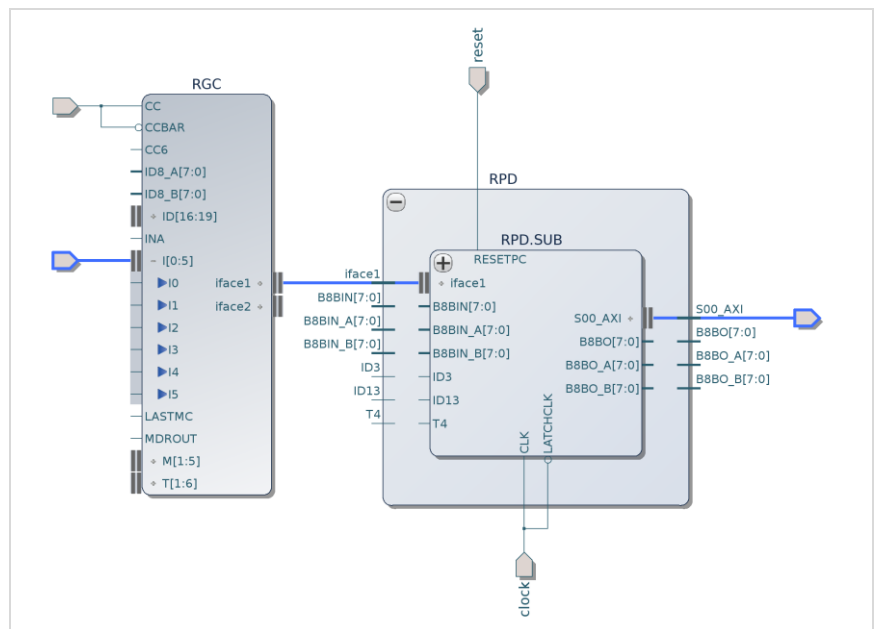 reset
RGC
CC
CCBAR
CC6
ID8_A[7:0]
ID8_B[7:0]
ID[16:19]
INA
I[0:5]
I0
I1
I2
I3
I4
I5
LASTMC
MDROUT
M[1:5]
T[1:6]
iface1
iface2
RPD
iface1
B8BIN[7:0]
B8BIN_A[7:0]
B8BIN_B[7:0]
ID3
ID13
T4
RPD.SUB
RESETPC
iface1
B8BIN[7:0]
B8BIN_A[7:0]
B8BIN_B[7:0]
ID3
ID13
T4
S00_AXI
B8BO[7:0]
B8BO_A[7:0]
B8BO_B[7:0]
CLK
LATCHCLK
S00_AXI
B8BO[7:0]
B8BO_A[7:0]
B8BO_B[7:0]
clock